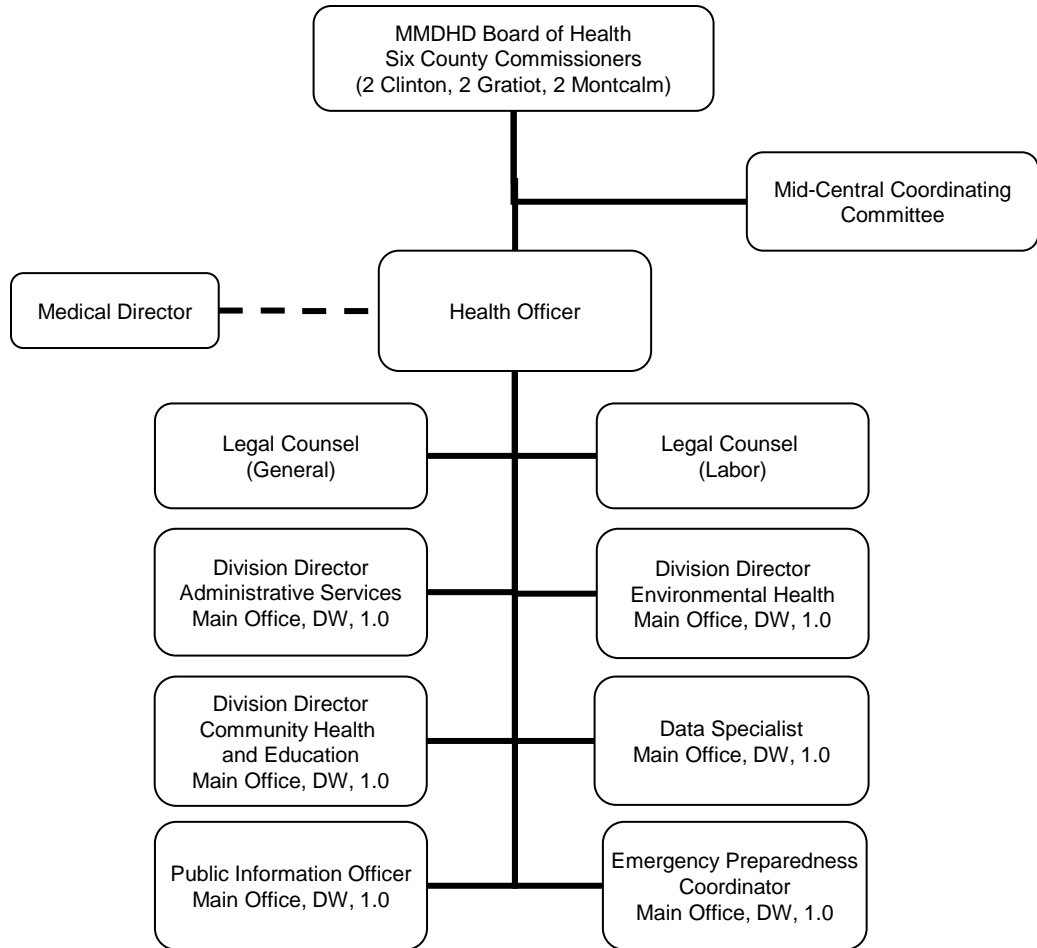 MMDHD Board of Health
Six County Commissioners
(2 Clinton, 2 Gratiot, 2 Montcalm)
Mid-Central Coordinating
Committee
Medical Director
Health Officer
Legal Counsel
(General)
Legal Counsel
(Labor)
Division Director
Administrative Services
Main Office, DW, 1.0
Division Director
Environmental Health
Main Office, DW, 1.0
Division Director
Community Health
and Education
Main Office, DW, 1.0
Data Specialist
Main Office, DW, 1.0
Public Information Officer
Main Office, DW, 1.0
Emergency Preparedness
Coordinator
Main Office, DW, 1.0